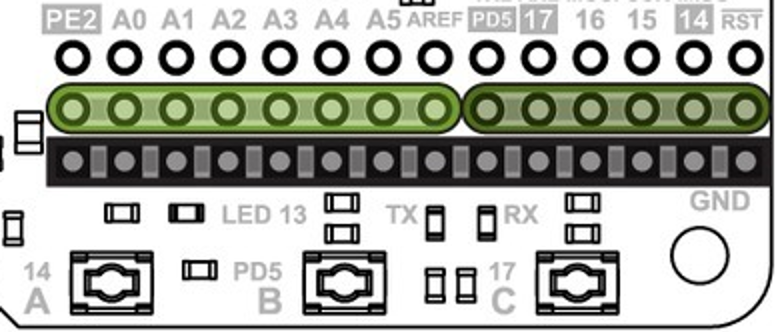 PE2 A0 A1 A2 A3 A4 A5 AREF PD5 17 16 15 14 RST
GND
LED 13 TX RX
14 PD5 17
A B C